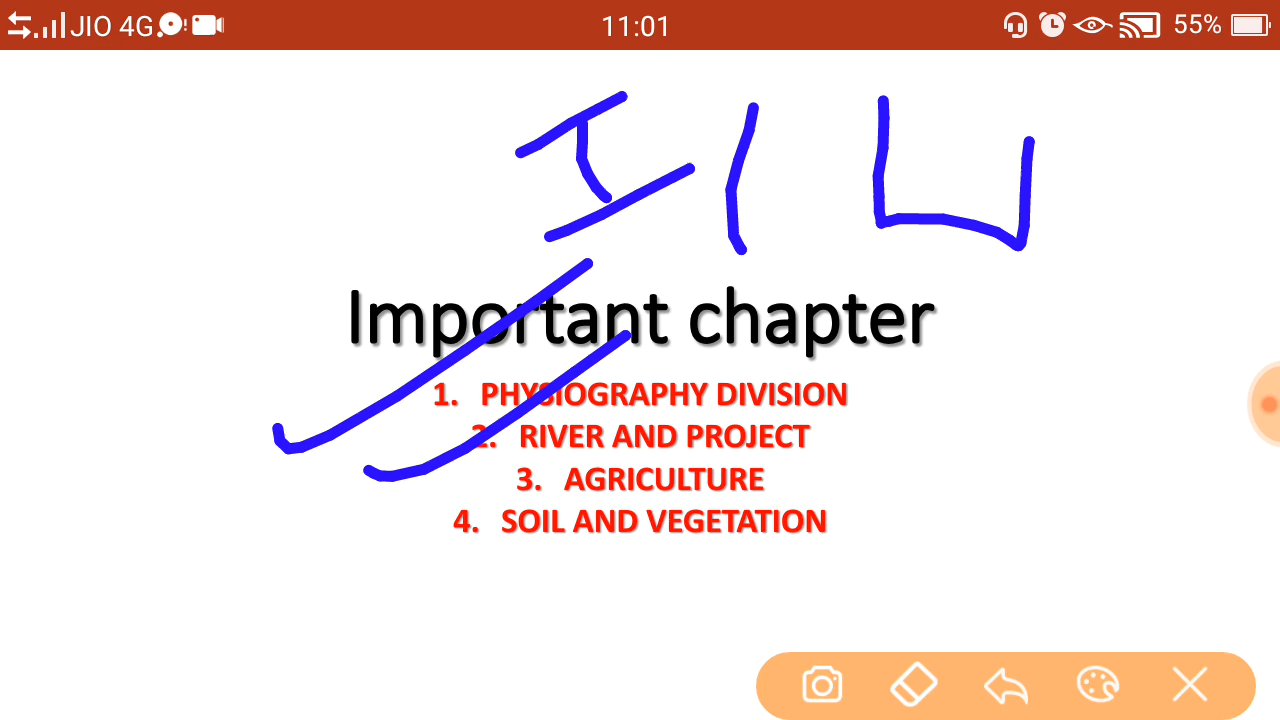 JIO 4G 11:01 55%
Important chapter
1. PHYSIOGRAPHY DIVISION
2. RIVER AND PROJECT
3. AGRICULTURE
4. SOIL AND VEGETATION